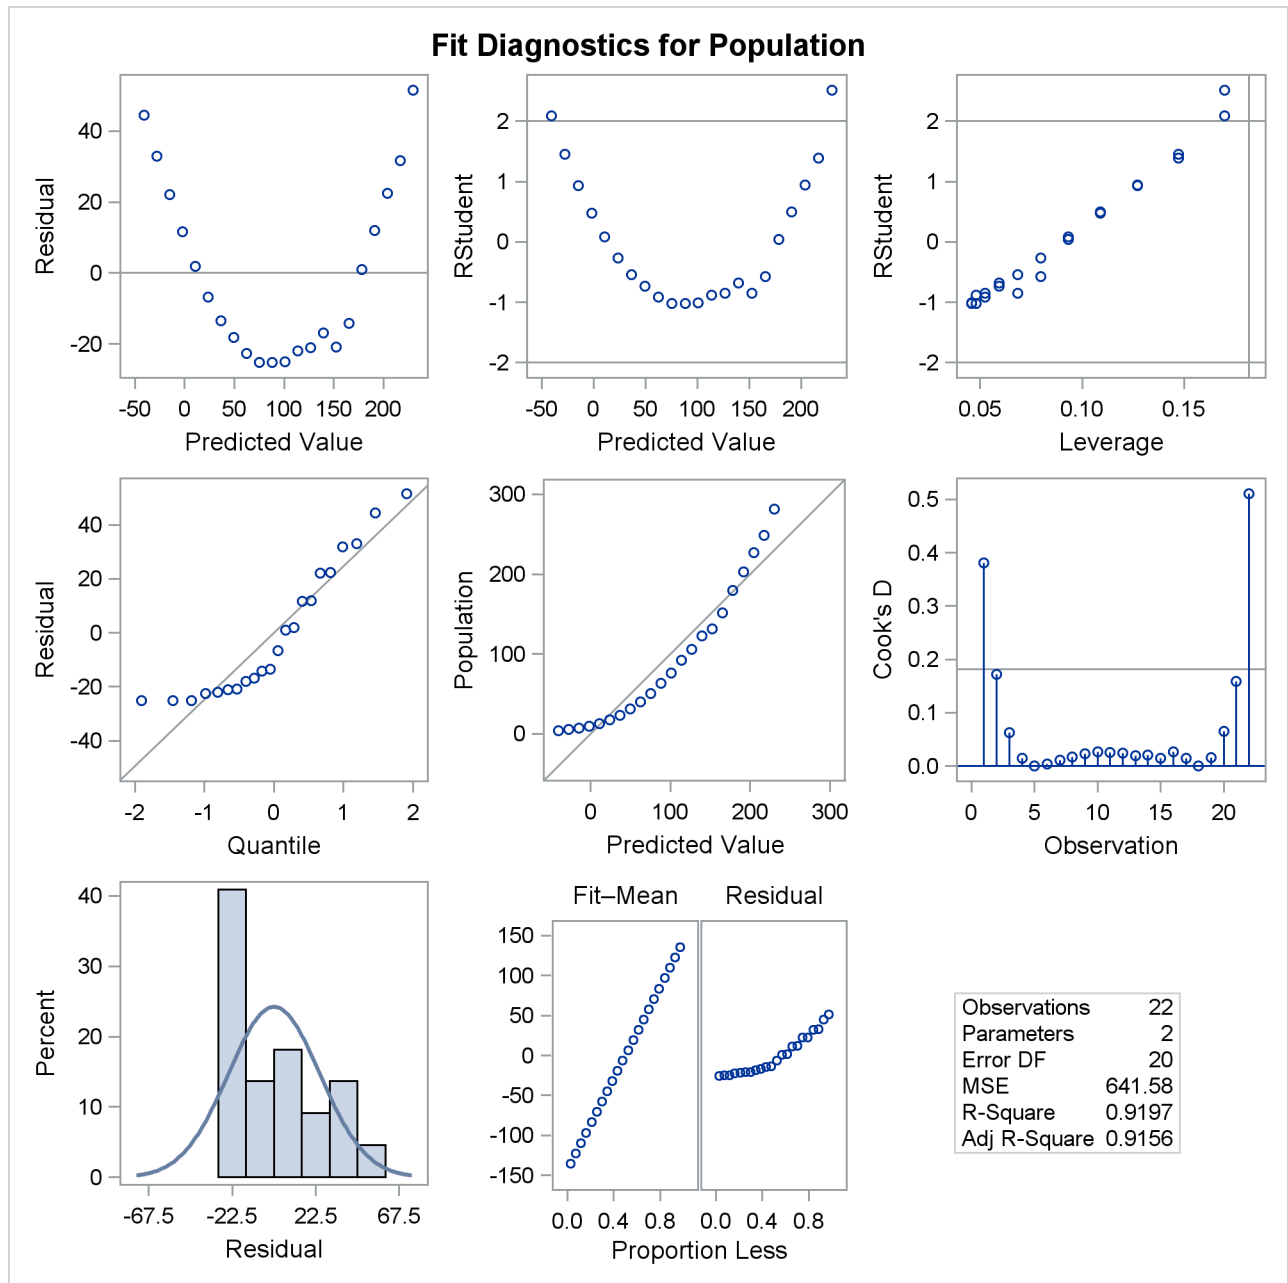 Fit Diagnostics for Population
40
20
0
-20
Residual
-50 0 50 100 150 200
Predicted Value
2
1
0
-1
-2
RStudent
-50 0 50 100 150 200
Predicted Value
2
1
0
-1
-2
RStudent
0.05 0.10 0.15
Leverage
40
20
0
-20
-40
Residual
-2 -1 0 1 2
Quantile
300
200
100
0
Population
0 100 200 300
Predicted Value
0.5
0.4
0.3
0.2
0.1
0.0
Cook's D
0 5 10 15 20
Observation
40
30
20
10
0
Percent
-67.5 -22.5 22.5 67.5
Residual
Fit–Mean Residual
150
100
50
0
-50
-100
-150
0.0 0.4 0.8 0.0 0.4 0.8
Proportion Less
Observations 22
Parameters 2
Error DF 20
MSE 641.58
R-Square 0.9197
Adj R-Square 0.9156